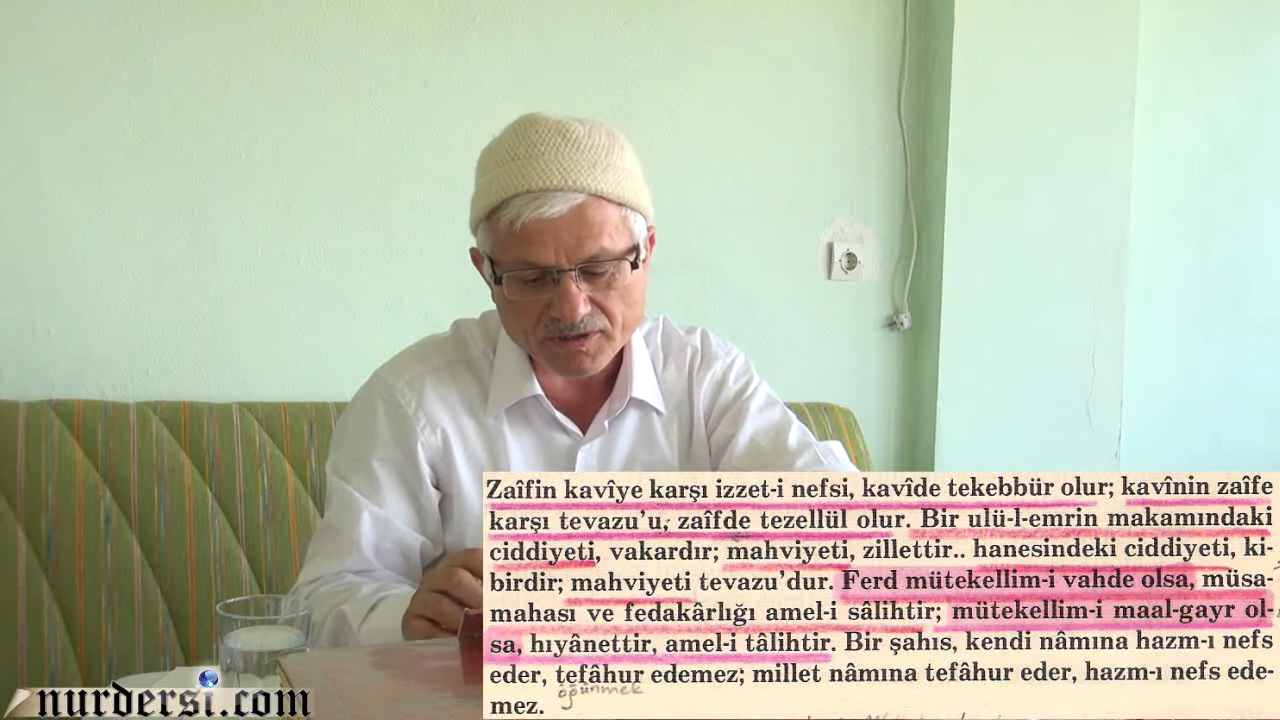 Zaîfin kavîye karşı izzet-i nefsi, kavîde tekebbür olur; kavînin zaîfe
karşı tevazu'u, zaîfde tezellül olur. Bir ulü-l-emrin makamındaki
ciddiyeti, vakardır; mahviyeti, zillettir.. hanesindeki ciddiyeti, ki-
birdir; mahviyeti tevazu'dur. Ferd mütekellim-i vahde olsa, müsa-
mahası ve fedakârlığı amel-i sâlihtir; mütekellim-i maal-gayr ol-
sa, hıyânettir, amel-i tâlihtir. Bir şahıs, kendi nâmına hazm-ı nefs
eder, tefâhur edemez; millet nâmına tefâhur eder, hazm-ı nefs ede-
mez.
öğünmek
nurdersi.com